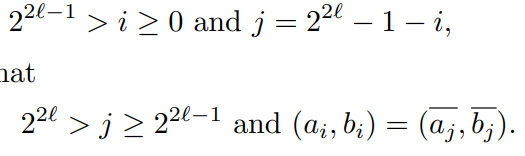 2^{2ℓ−1} > i ≥ 0 and j = 2^{2ℓ} − 1 − i,
hat
2^{2ℓ} > j ≥ 2^{2ℓ−1} and (a_i, b_i) = (\overline{a_j}, \overline{b_j}).